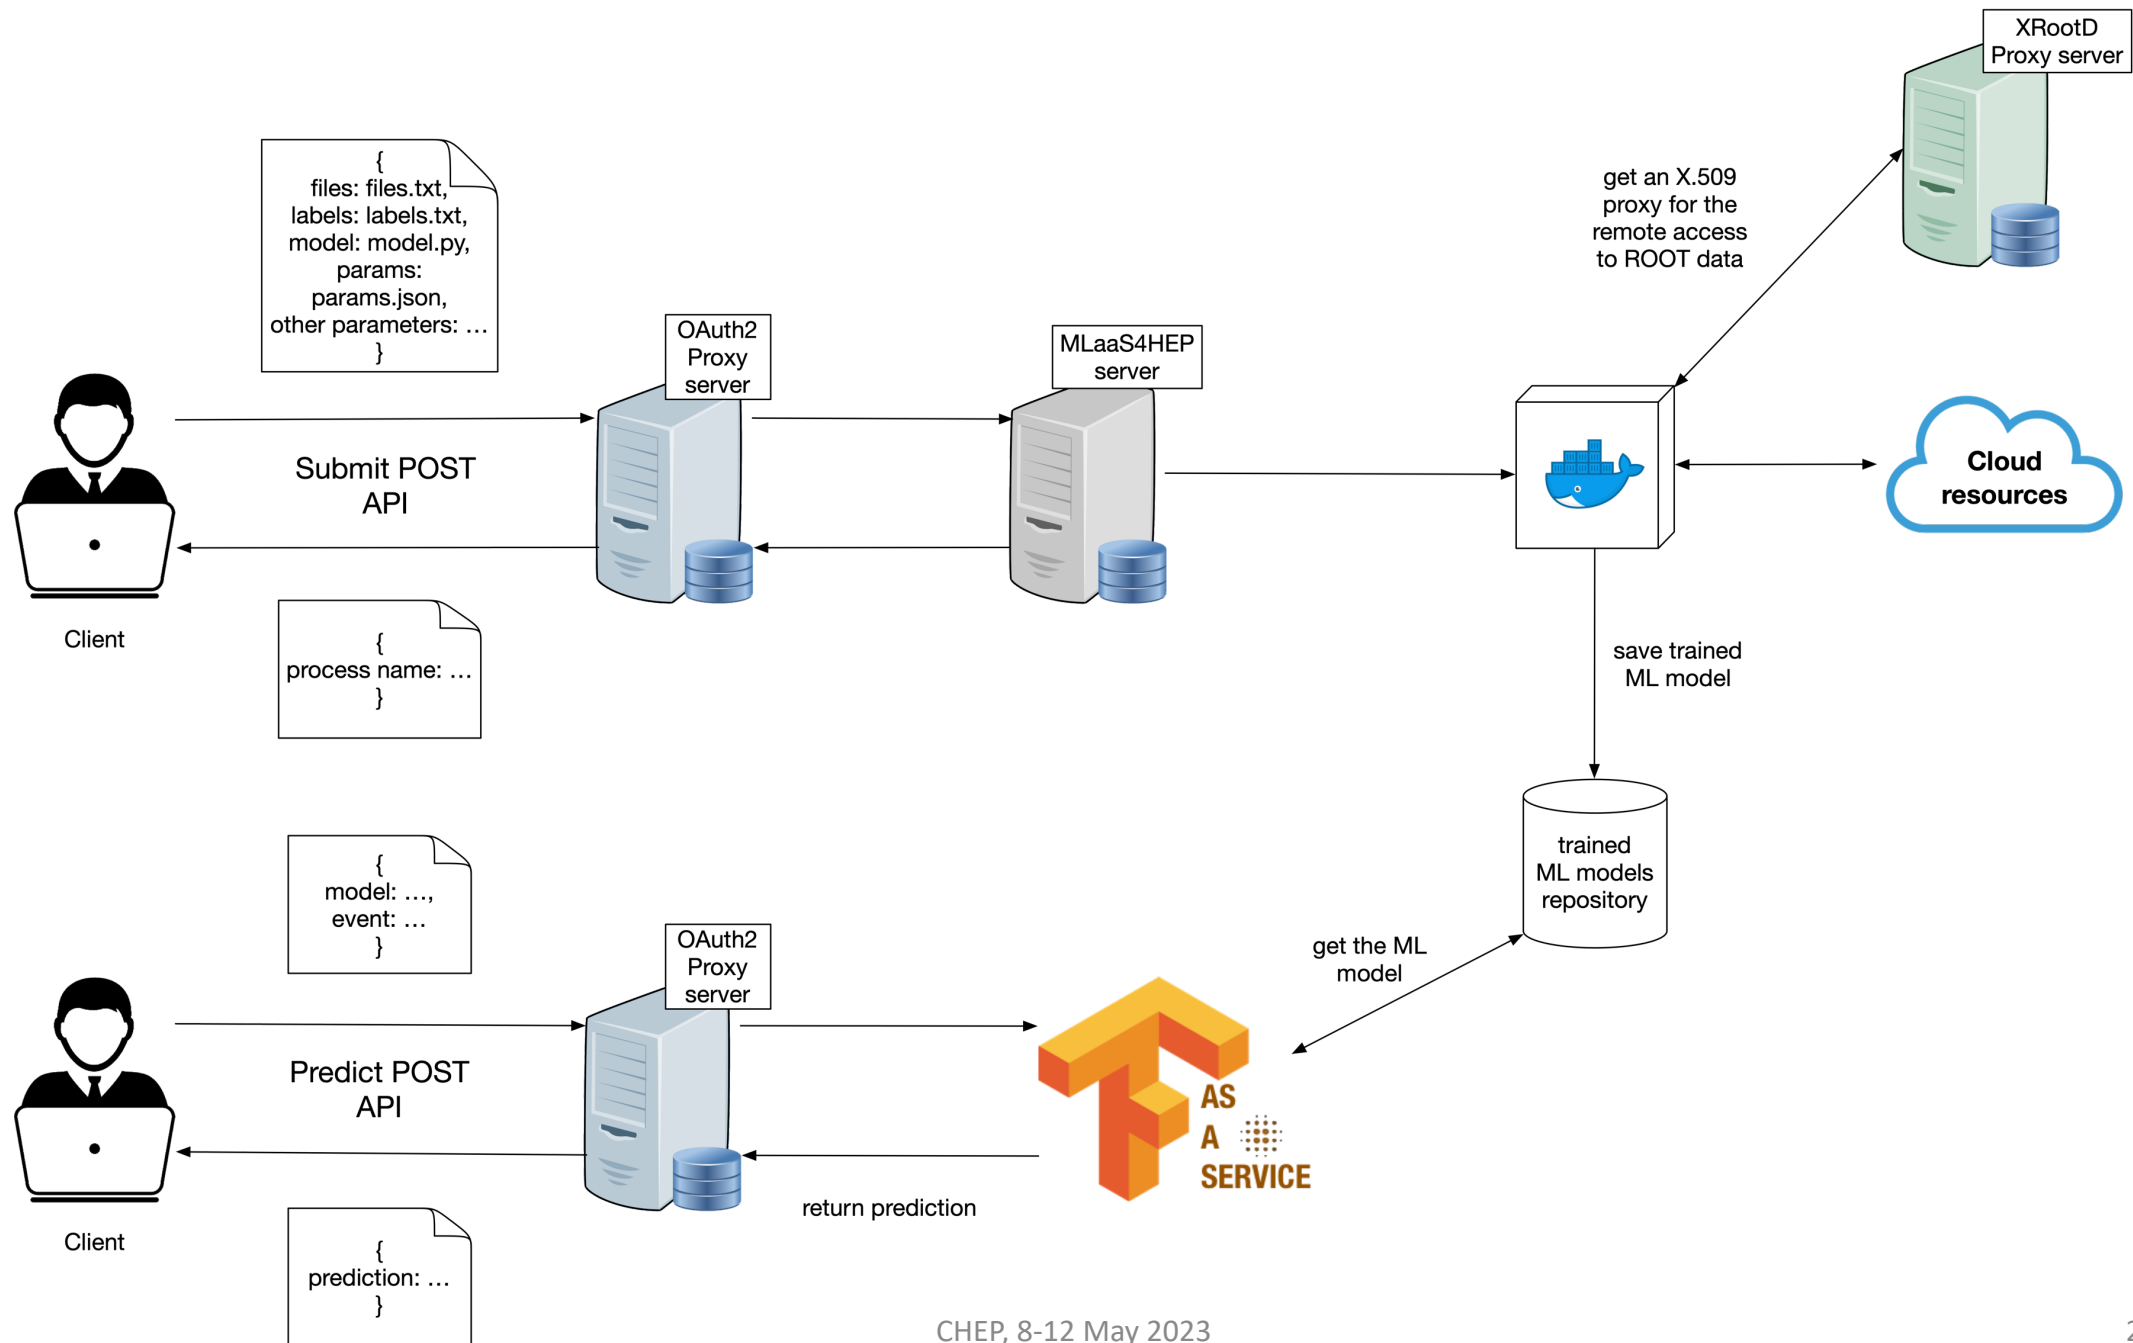 XRootD
Proxy server
{
files: files.txt,
labels: labels.txt,
model: model.py,
params:
params.json,
other parameters: …
}
get an X.509
proxy for the
remote access
to ROOT data
OAuth2
Proxy
server
MLaaS4HEP
server
Submit POST
API
Cloud
resources
Client
{
process name: …
}
save trained
ML model
trained
ML models
repository
{
model: …,
event: …
}
OAuth2
Proxy
server
get the ML
model
Predict POST
API
AS
A
SERVICE
return prediction
Client
{
prediction: …
}
CHEP, 8-12 May 2023